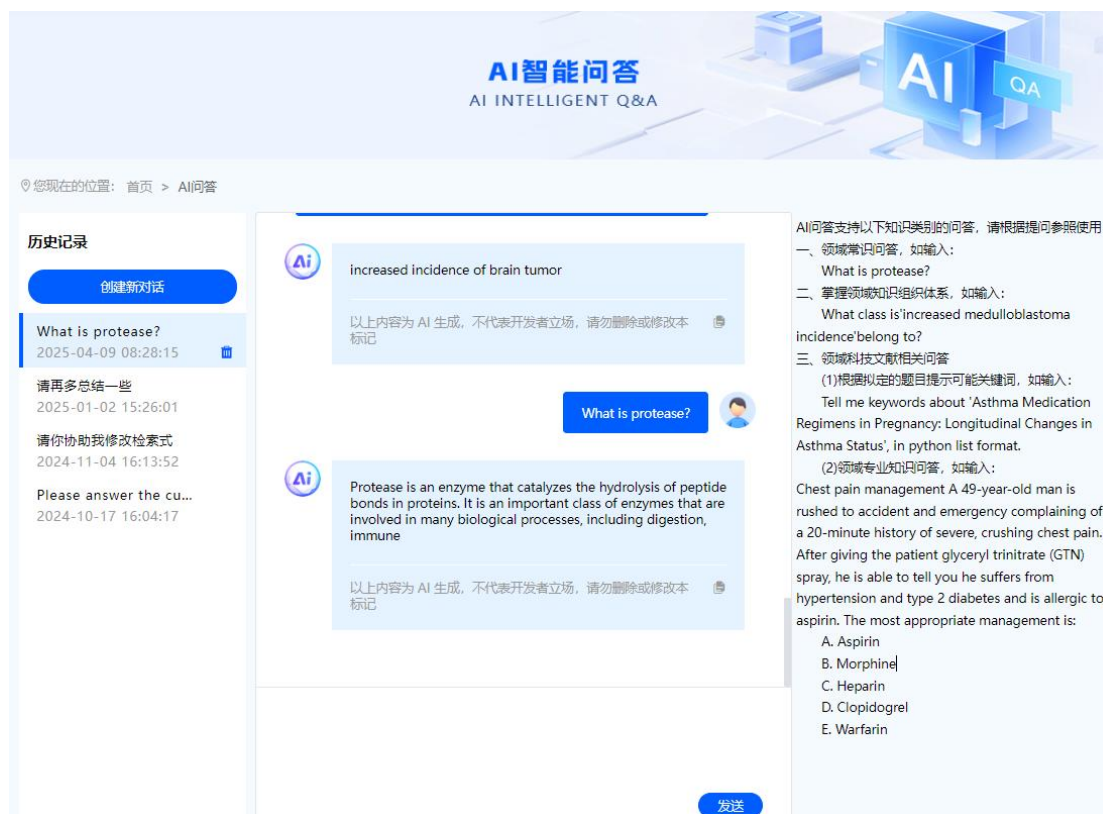 AI智能问答
AI INTELLIGENT Q&A
AI
QA
您现在的位置： 首页 > AI问答
历史记录
创建新对话
What is protease?
2025-04-09 08:28:15
请再多总结一些
2025-01-02 15:26:01
请你协助我修改检索式
2024-11-04 16:13:52
Please answer the cu...
2024-10-17 16:04:17
Ai
increased incidence of brain tumor
以上内容为 AI 生成，不代表开发者立场，请勿删除或修改本
标记
What is protease?
Ai
Protease is an enzyme that catalyzes the hydrolysis of peptide
bonds in proteins. It is an important class of enzymes that are
involved in many biological processes, including digestion,
immune
以上内容为 AI 生成，不代表开发者立场，请勿删除或修改本
标记
发送
AI问答支持以下知识类别的问答，请根据提问参照使用
一、领域常识问答，如输入：
What is protease?
二、掌握领域知识组织体系，如输入：
What class is'increased medulloblastoma
incidence'belong to?
三、领域科技文献相关问答
(1)根据拟定的题目提示可能关键词，如输入：
Tell me keywords about 'Asthma Medication
Regimens in Pregnancy: Longitudinal Changes in
Asthma Status', in python list format.
(2)领域专业知识问答，如输入：
Chest pain management A 49-year-old man is
rushed to accident and emergency complaining of
a 20-minute history of severe, crushing chest pain.
After giving the patient glyceryl trinitrate (GTN)
spray, he is able to tell you he suffers from
hypertension and type 2 diabetes and is allergic to
aspirin. The most appropriate management is:
A. Aspirin
B. Morphine
C. Heparin
D. Clopidogrel
E. Warfarin